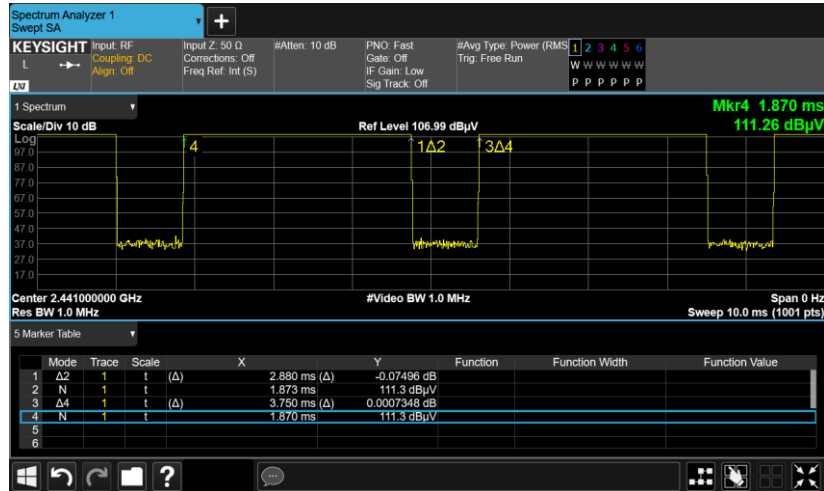 Spectrum Analyzer 1
Swept SA
+
KEYSIGHT Input: RF Input Z: 50 Ω #Atten: 10 dB PNO: Fast #Avg Type: Power (RMS 1 2 3 4 5 6
L Coupling: DC Corrections: Off Gate: Off Trig: Free Run W W W W W W
Align: Off Freq Ref: Int (S) IF Gain: Low
LXI Sig Track: Off P P P P P P
1 Spectrum Mkr4 1.870 ms
Scale/Div 10 dB Ref Level 106.99 dBµV 111.26 dBµV
Log
4 1Δ2 3Δ4
97.0
87.0
77.0
67.0
57.0
47.0
37.0
27.0
17.0
Center 2.441000000 GHz #Video BW 1.0 MHz Span 0 Hz
Res BW 1.0 MHz Sweep 10.0 ms (1001 pts)
5 Marker Table
Mode Trace Scale X Y Function Function Width Function Value
1 Δ2 1 t (Δ) 2.880 ms (Δ) -0.07496 dB
2 N 1 t 1.873 ms 111.3 dBµV
3 Δ4 1 t (Δ) 3.750 ms (Δ) 0.0007348 dB
4 N 1 t 1.870 ms 111.3 dBµV
5
6
?